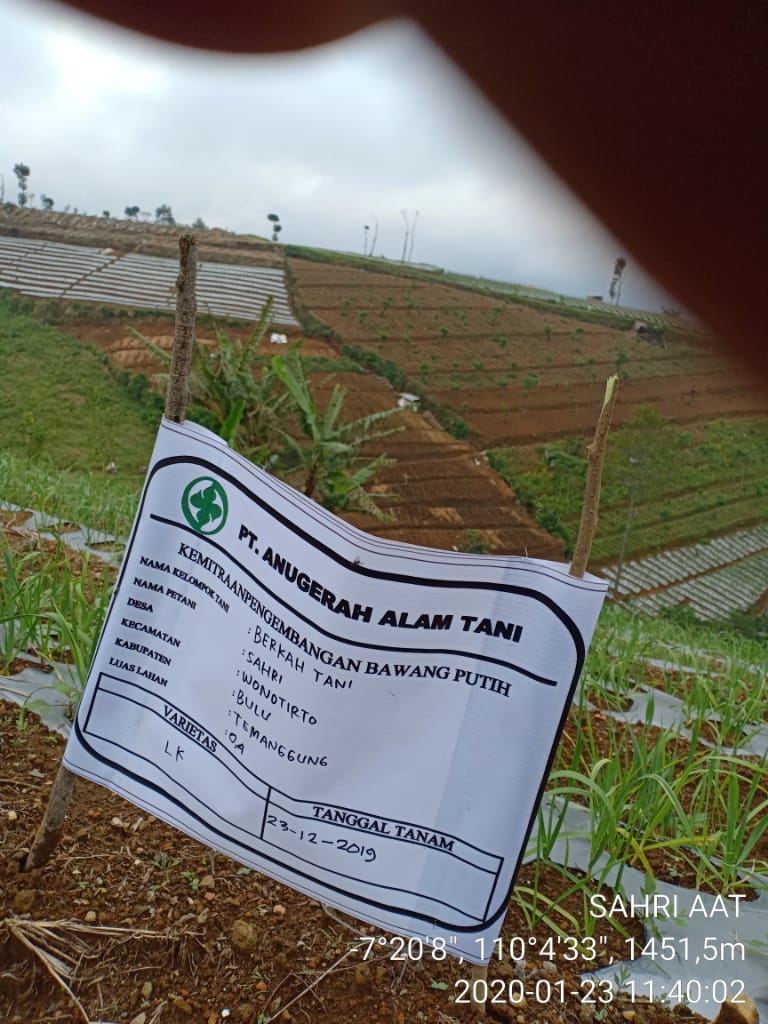 PT. ANUGERAH ALAM TANI
KEMITRAANPENGEMBANGAN BAWANG PUTIH
NAMA KELOMPOK TANI : BERKAH TANI
NAMA PETANI : SAHRI
DESA : WONOTIRTO
KECAMATAN : BULU
KABUPATEN : TEMANGGUNG
LUAS LAHAN : 0,4
VARIETAS
LK
TANGGAL TANAM
23-12-2019
SAHRI AAT
-7°20'8", 110°4'33", 1451,5m
2020-01-23 11:40:02